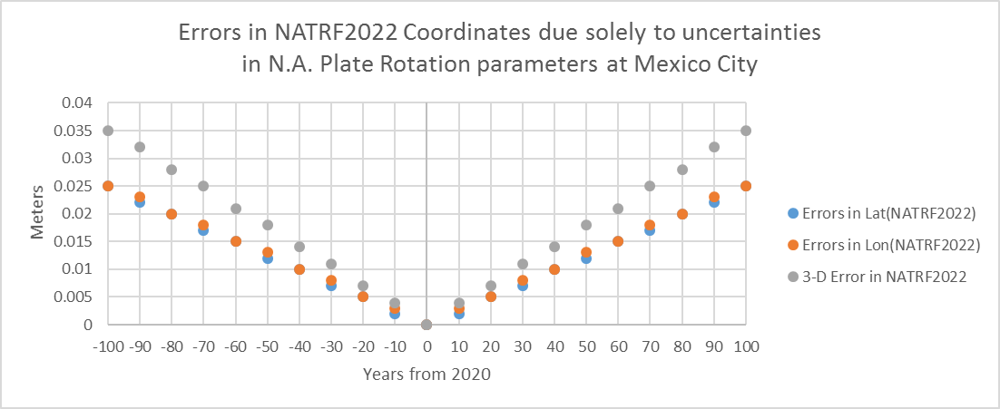 Errors in NATRF2022 Coordinates due solely to uncertainties
in N.A. Plate Rotation parameters at Mexico City
0.04
0.035
0.03
0.025
0.02
0.015
0.01
0.005
0
Meters
-100 -90 -80 -70 -60 -50 -40 -30 -20 -10 0 10 20 30 40 50 60 70 80 90 100
Years from 2020
Errors in Lat(NATRF2022)
Errors in Lon(NATRF2022)
3-D Error in NATRF2022